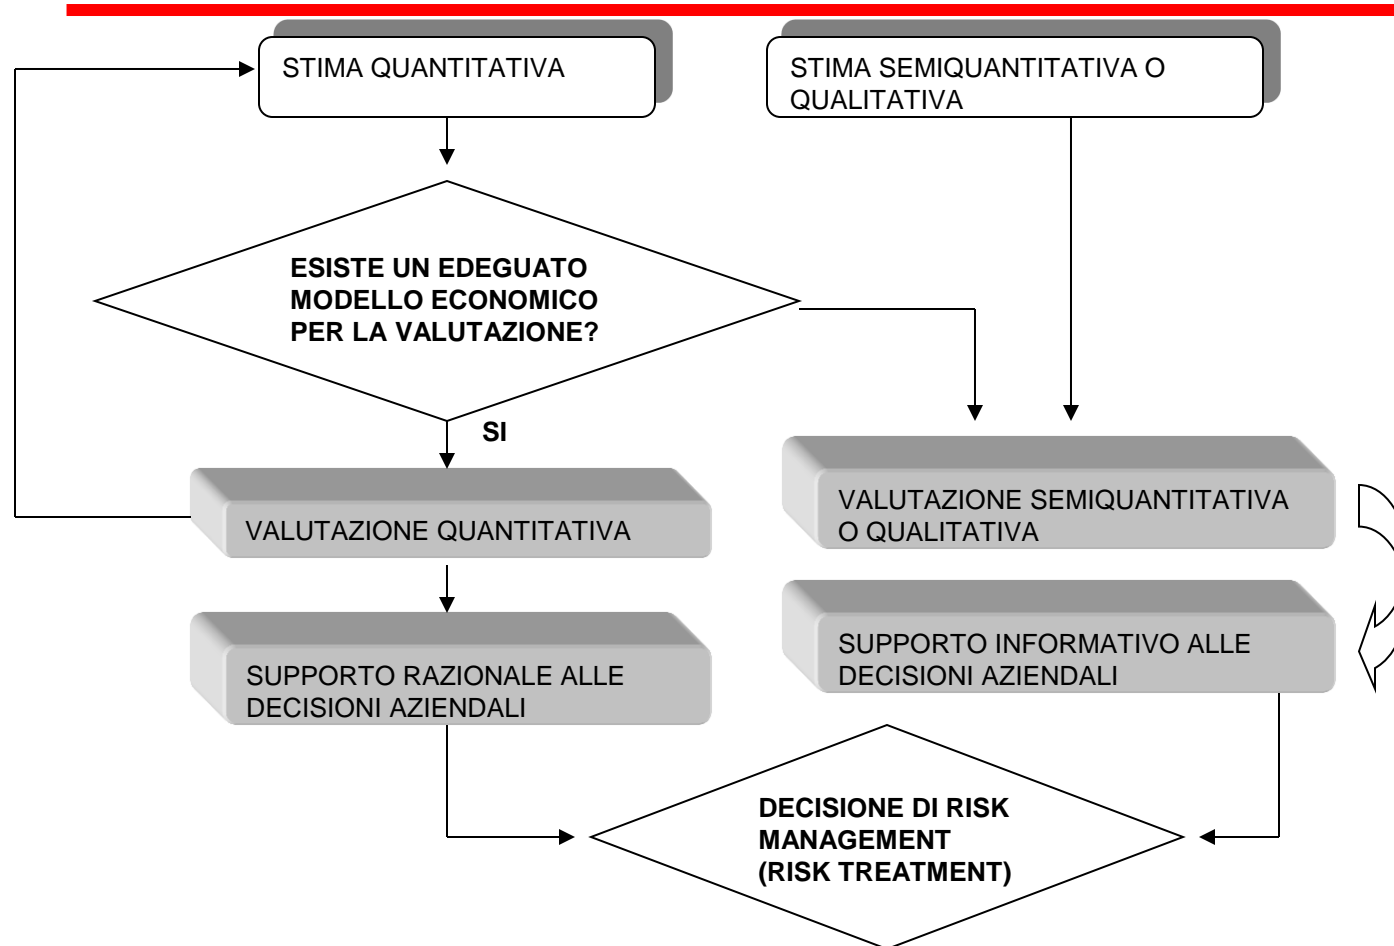 STIMA QUANTITATIVA
STIMA SEMIQUANTITATIVA O
QUALITATIVA
ESISTE UN EDEGUATO
MODELLO ECONOMICO
PER LA VALUTAZIONE?
SI
VALUTAZIONE QUANTITATIVA
VALUTAZIONE SEMIQUANTITATIVA
O QUALITATIVA
SUPPORTO RAZIONALE ALLE
DECISIONI AZIENDALI
SUPPORTO INFORMATIVO ALLE
DECISIONI AZIENDALI
DECISIONE DI RISK
MANAGEMENT
(RISK TREATMENT)